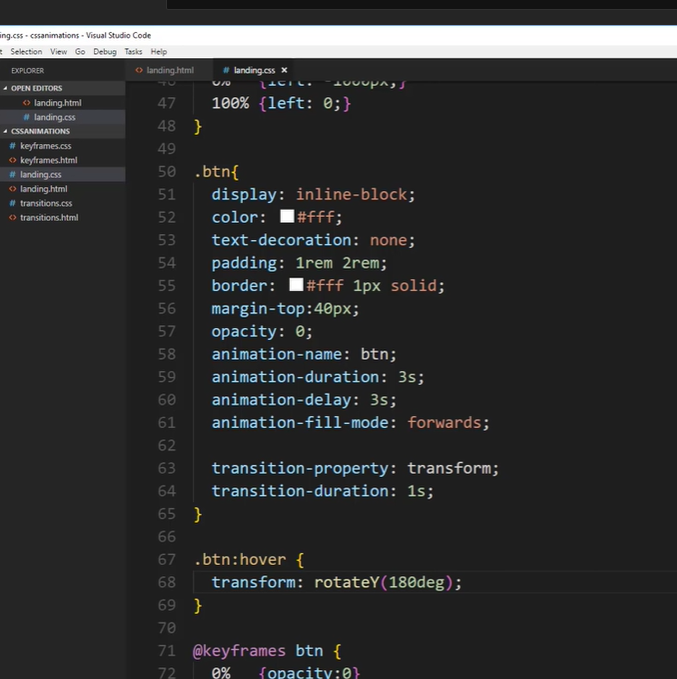 ing.css - cssanimations - Visual Studio Code
t Selection View Go Debug Tasks Help
EXPLORER
OPEN EDITORS
<> landing.html
# landing.css
CSSANIMATIONS
# keyframes.css
<> keyframes.html
# landing.css
<> landing.html
# transitions.css
<> transitions.html
<> landing.html # landing.css ×
46 0% {left: -1000px;}
47 100% {left: 0;}
48 }
49
50 .btn{
51 display: inline-block;
52 color: #fff;
53 text-decoration: none;
54 padding: 1rem 2rem;
55 border: #fff 1px solid;
56 margin-top:40px;
57 opacity: 0;
58 animation-name: btn;
59 animation-duration: 3s;
60 animation-delay: 3s;
61 animation-fill-mode: forwards;
62
63 transition-property: transform;
64 transition-duration: 1s;
65 }
66
67 .btn:hover {
68 transform: rotateY(180deg);
69 }
70
71 @keyframes btn {
72 0% {opacity:0}